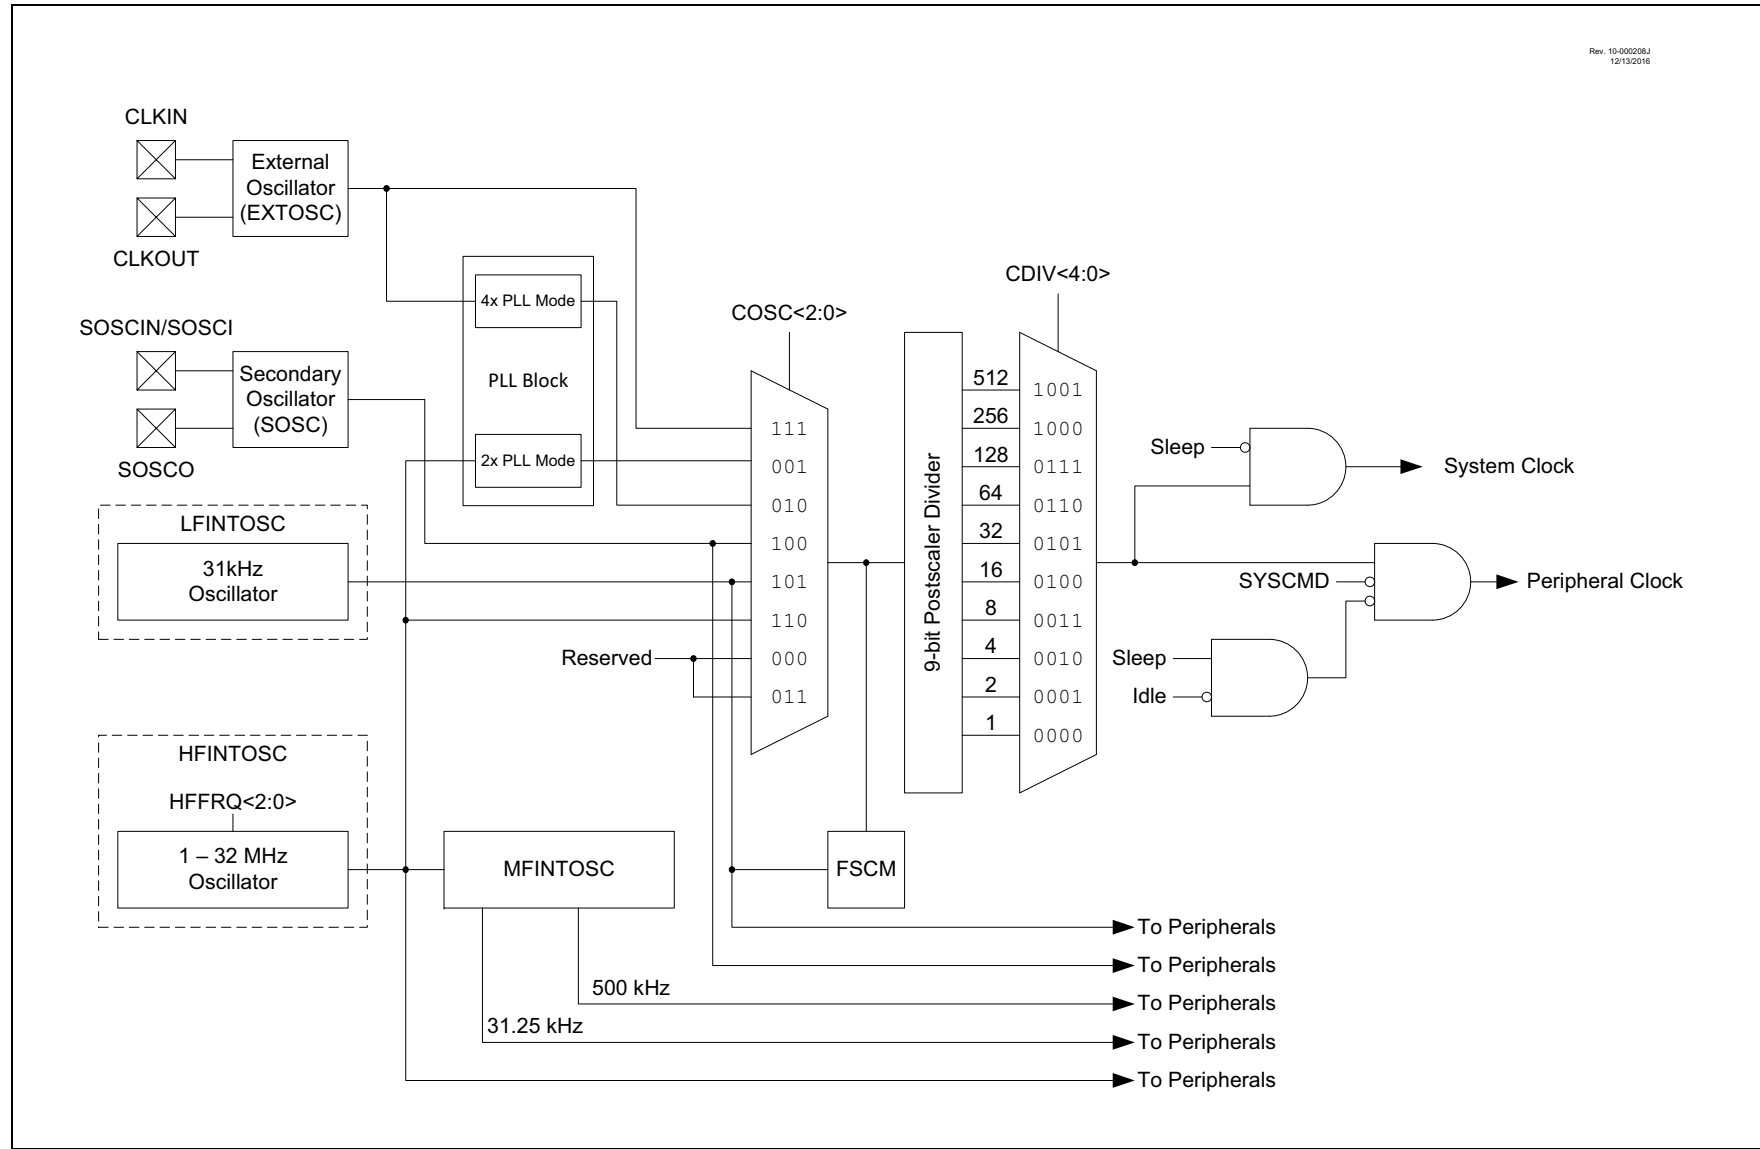 Rev. 10-000208J
12/13/2016
CLKIN
External
Oscillator
(EXTOSC)
CLKOUT
SOSCIN/SOSCI
Secondary
Oscillator
(SOSC)
SOSCO
LFINTOSC
31kHz
Oscillator
HFINTOSC
HFFRQ<2:0>
1 – 32 MHz
Oscillator
4x PLL Mode
PLL Block
2x PLL Mode
MFINTOSC
500 kHz
31.25 kHz
Reserved
COSC<2:0>
111
001
010
100
101
110
000
011
FSCM
9-bit Postscaler Divider
512
256
128
64
32
16
8
4
2
1
CDIV<4:0>
1001
1000
0111
0110
0101
0100
0011
0010
0001
0000
Sleep
System Clock
SYSCMD
Peripheral Clock
Sleep
Idle
To Peripherals
To Peripherals
To Peripherals
To Peripherals
To Peripherals